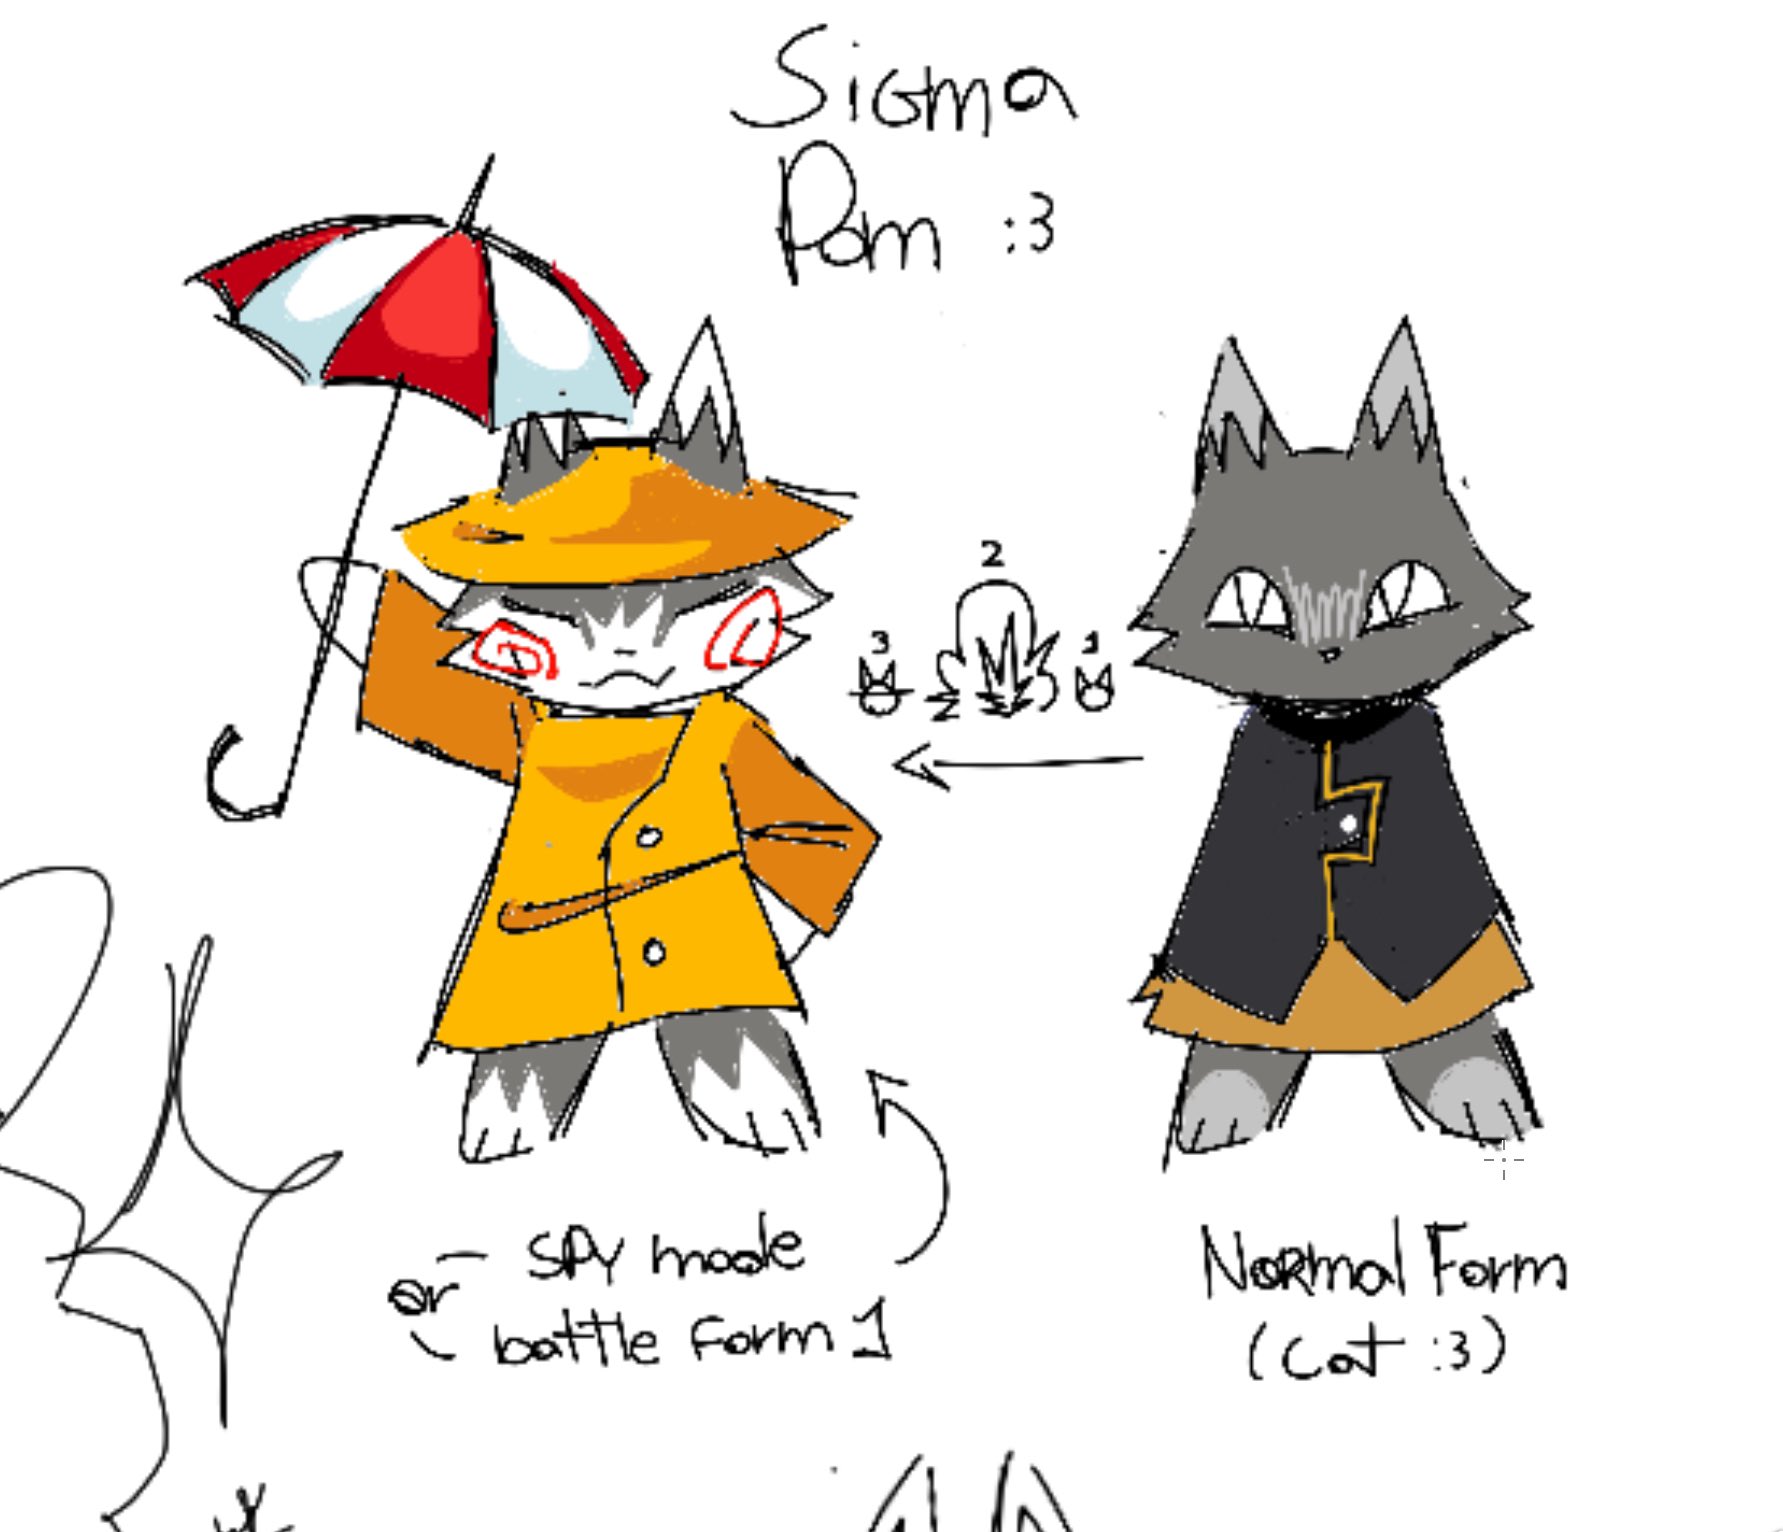 Sigma
Pom :3
2
3
1
or - Spy mode
battle form 1
Normal Form
(cat :3)